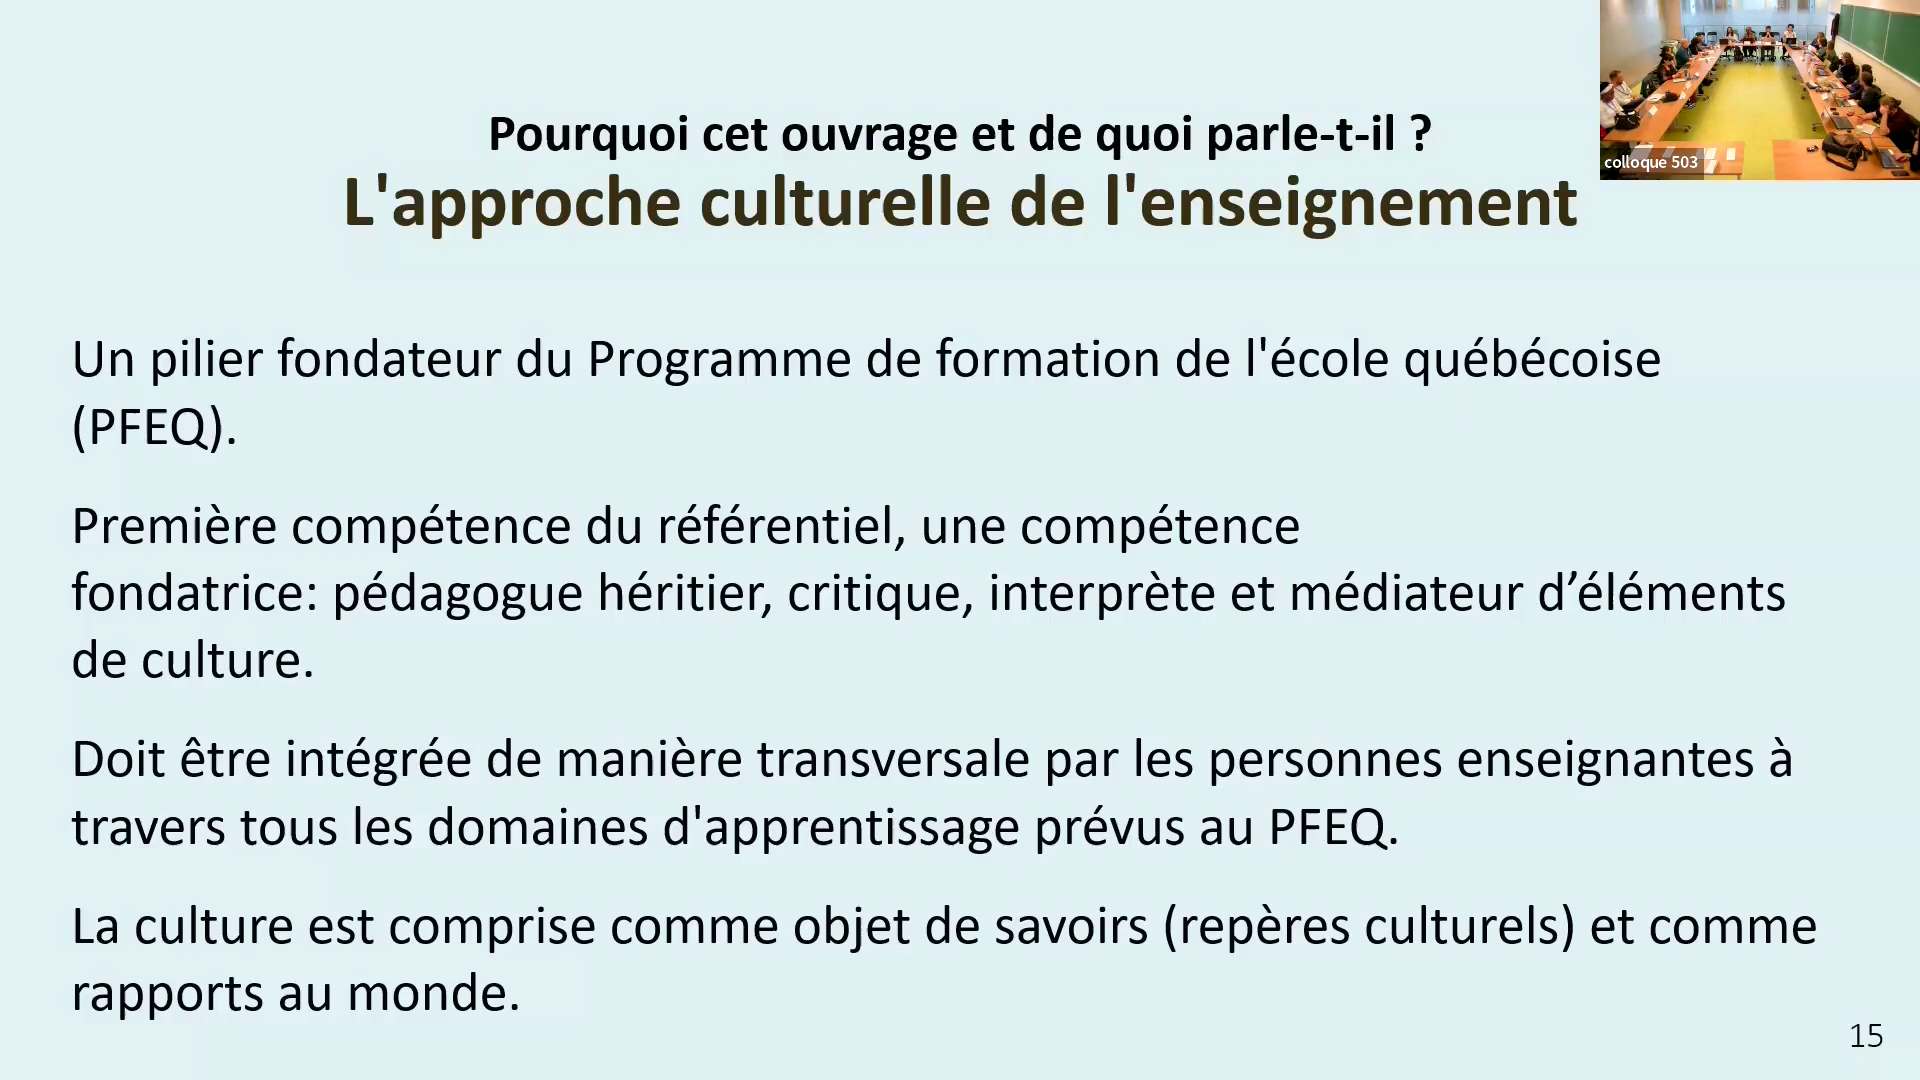 Pourquoi cet ouvrage et de quoi parle-t-il ?
L'approche culturelle de l'enseignement
colloque 503
Un pilier fondateur du Programme de formation de l'école québécoise
(PFEQ).
Première compétence du référentiel, une compétence
fondatrice: pédagogue héritier, critique, interprète et médiateur d’éléments
de culture.
Doit être intégrée de manière transversale par les personnes enseignantes à
travers tous les domaines d'apprentissage prévus au PFEQ.
La culture est comprise comme objet de savoirs (repères culturels) et comme
rapports au monde.
15